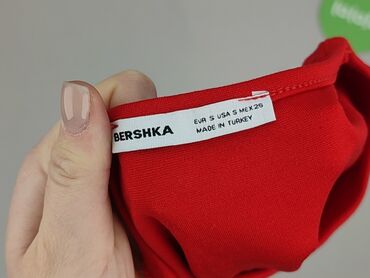 BERSHKA
EUR S USA S MEX 26
MADE IN TURKEY